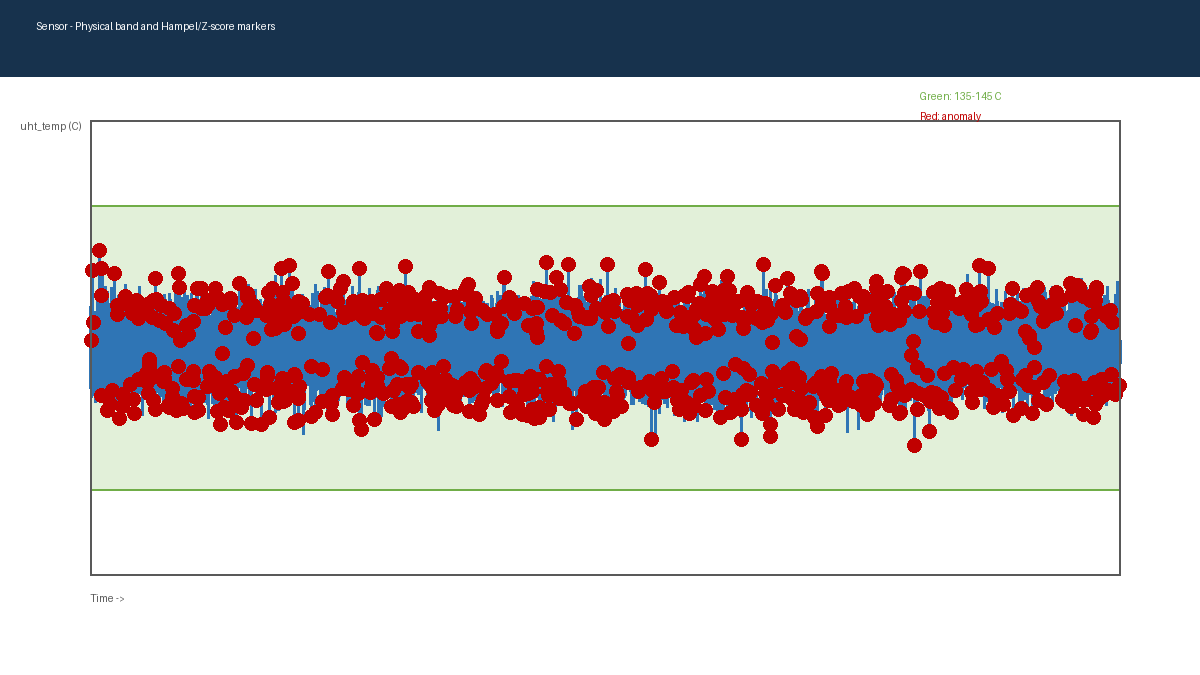 Sensor - Physical band and Hampel/Z-score markers
Green: 135-145 C
Red: anomaly
uht_temp (C)
Time ->